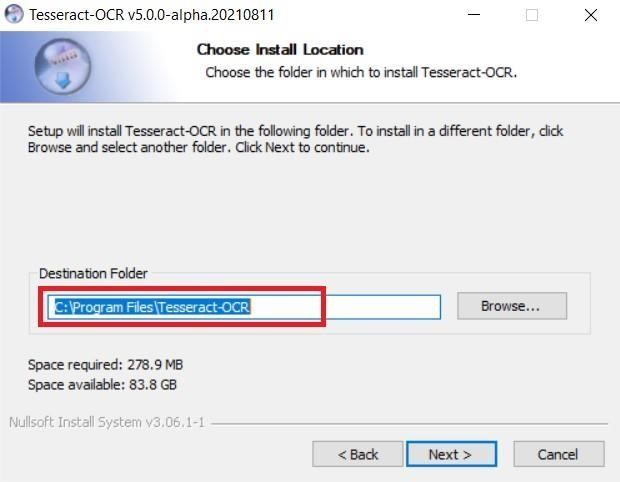 Tesseract-OCR v5.0.0-alpha.20210811
Choose Install Location
Choose the folder in which to install Tesseract-OCR.
Setup will install Tesseract-OCR in the following folder. To install in a different folder, click
Browse and select another folder. Click Next to continue.
Destination Folder
C:\Program Files\Tesseract-OCR
Browse...
Space required: 278.9 MB
Space available: 83.8 GB
Nullsoft Install System v3.06.1-1
< Back
Next >
Cancel